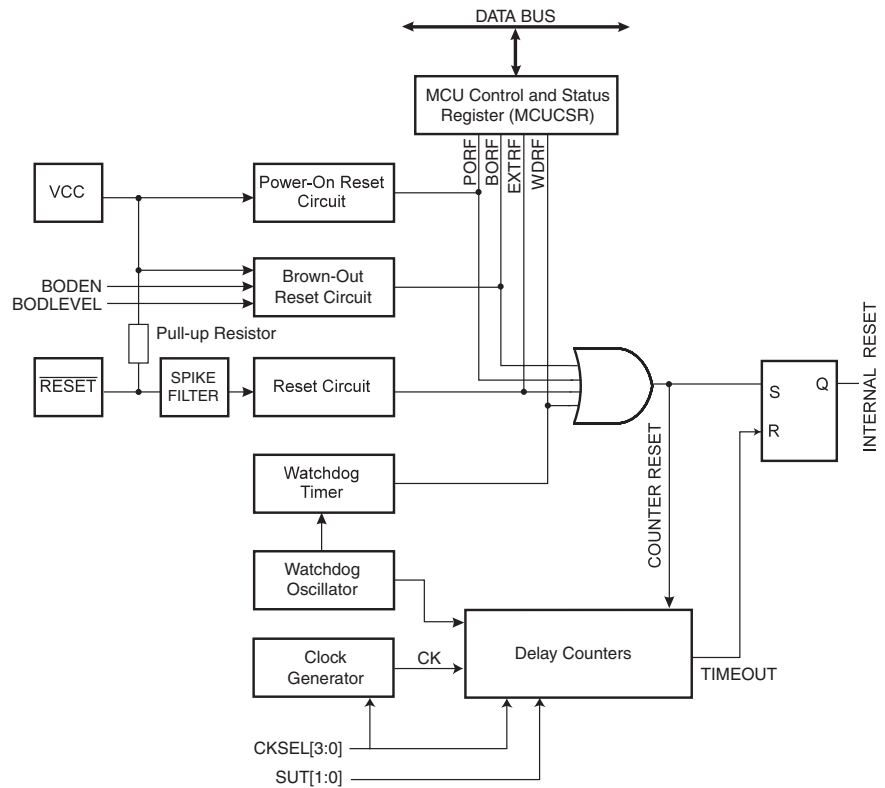 DATA BUS
MCU Control and Status
Register (MCUCSR)
PORF
BORF
EXTRF
WDRF
VCC
Power-On Reset
Circuit
BODEN
BODLEVEL
Brown-Out
Reset Circuit
Pull-up Resistor
RESET
SPIKE
FILTER
Reset Circuit
S
Q
R
INTERNAL RESET
Watchdog
Timer
COUNTER RESET
Watchdog
Oscillator
Clock
Generator
CK
Delay Counters
TIMEOUT
CKSEL[3:0]
SUT[1:0]